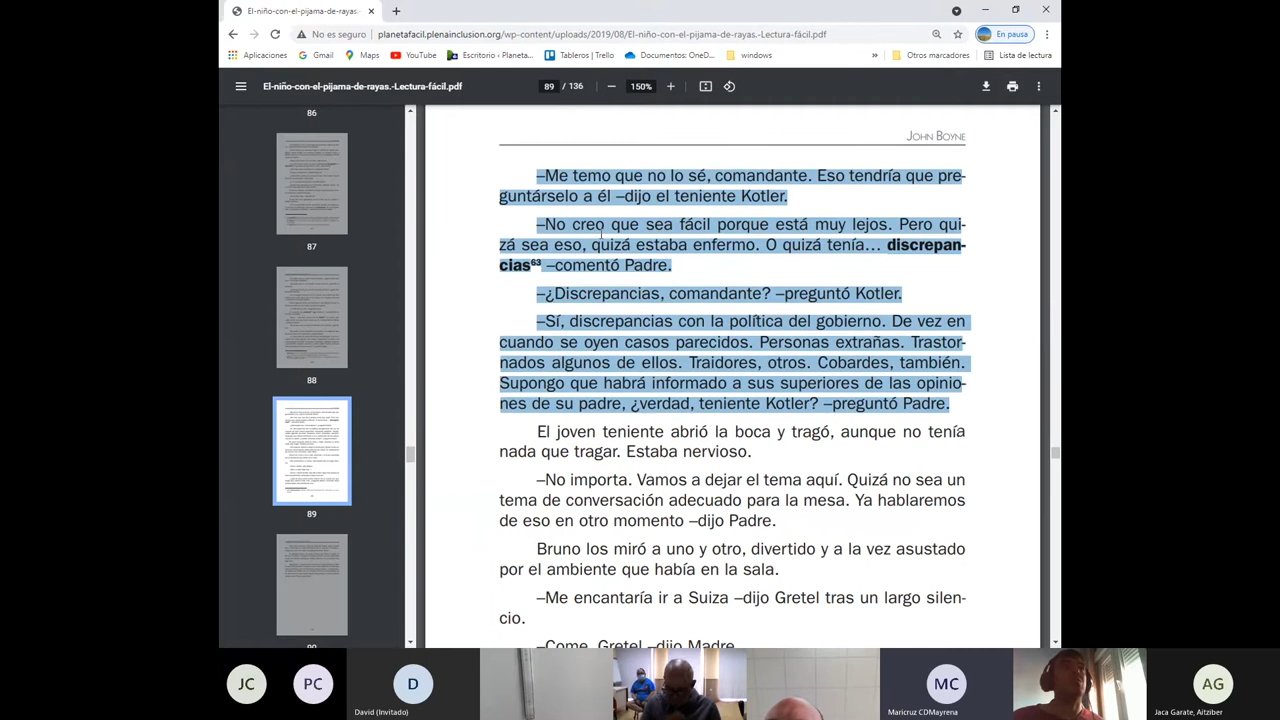 El-niño-con-el-pijama-de-rayas.
No es seguro
planetafacil.plenainclusion.org/wp-content/uploads/2019/08/El-niño-con-el-pijama-de-rayas.-Lectura-fácil.pdf
En pausa
Aplicaciones
Gmail
Maps
YouTube
Escritorio ‹ Planeta...
Tableros | Trello
Documentos: OneD...
windows
»
Otros marcadores
Lista de lectura
El-niño-con-el-pijama-de-rayas.-Lectura-fácil.pdf
89 / 136
150%
86
87
88
89
90
JOHN BOYNE
–Me temo que no lo sé, comandante. Eso tendría que pre-
guntárselo a él –dijo el teniente Kotler.
–No creo que sea fácil porque está muy lejos. Pero qui-
zá sea eso, quizá estaba enfermo. O quizá tenía... discrepan-
cias63 –comentó Padre.
–¿Discrepancias, comandante? –preguntó Kotler.
–Sí, discrepancias con la política del gobierno. De vez en
cuando se oyen casos parecidos. Personas extrañas. Trastor-
nados algunos de ellos. Traidores, otros. Cobardes, también.
Supongo que habrá informado a sus superiores de las opinio-
nes de su padre, ¿verdad, teniente Kotler? –preguntó Padre.
El joven teniente abrió la boca y tragó, aunque no tenía
nada que tragar. Estaba nervioso.
–No importa. Vamos a dejar el tema aquí. Quizá no sea un
tema de conversación adecuado para la mesa. Ya hablaremos
de eso en otro momento –dijo Padre.
Bruno los miró a uno y otro, divertido y a la vez asustado
por el ambiente que había en la sala.
–Me encantaría ir a Suiza –dijo Gretel tras un largo silen-
cio.
–Come, Gretel –dijo Madre.
JC
PC
D
David (Invitado)
MC
Maricruz CDMayrena
AG
Jaca Garate, Aitziber